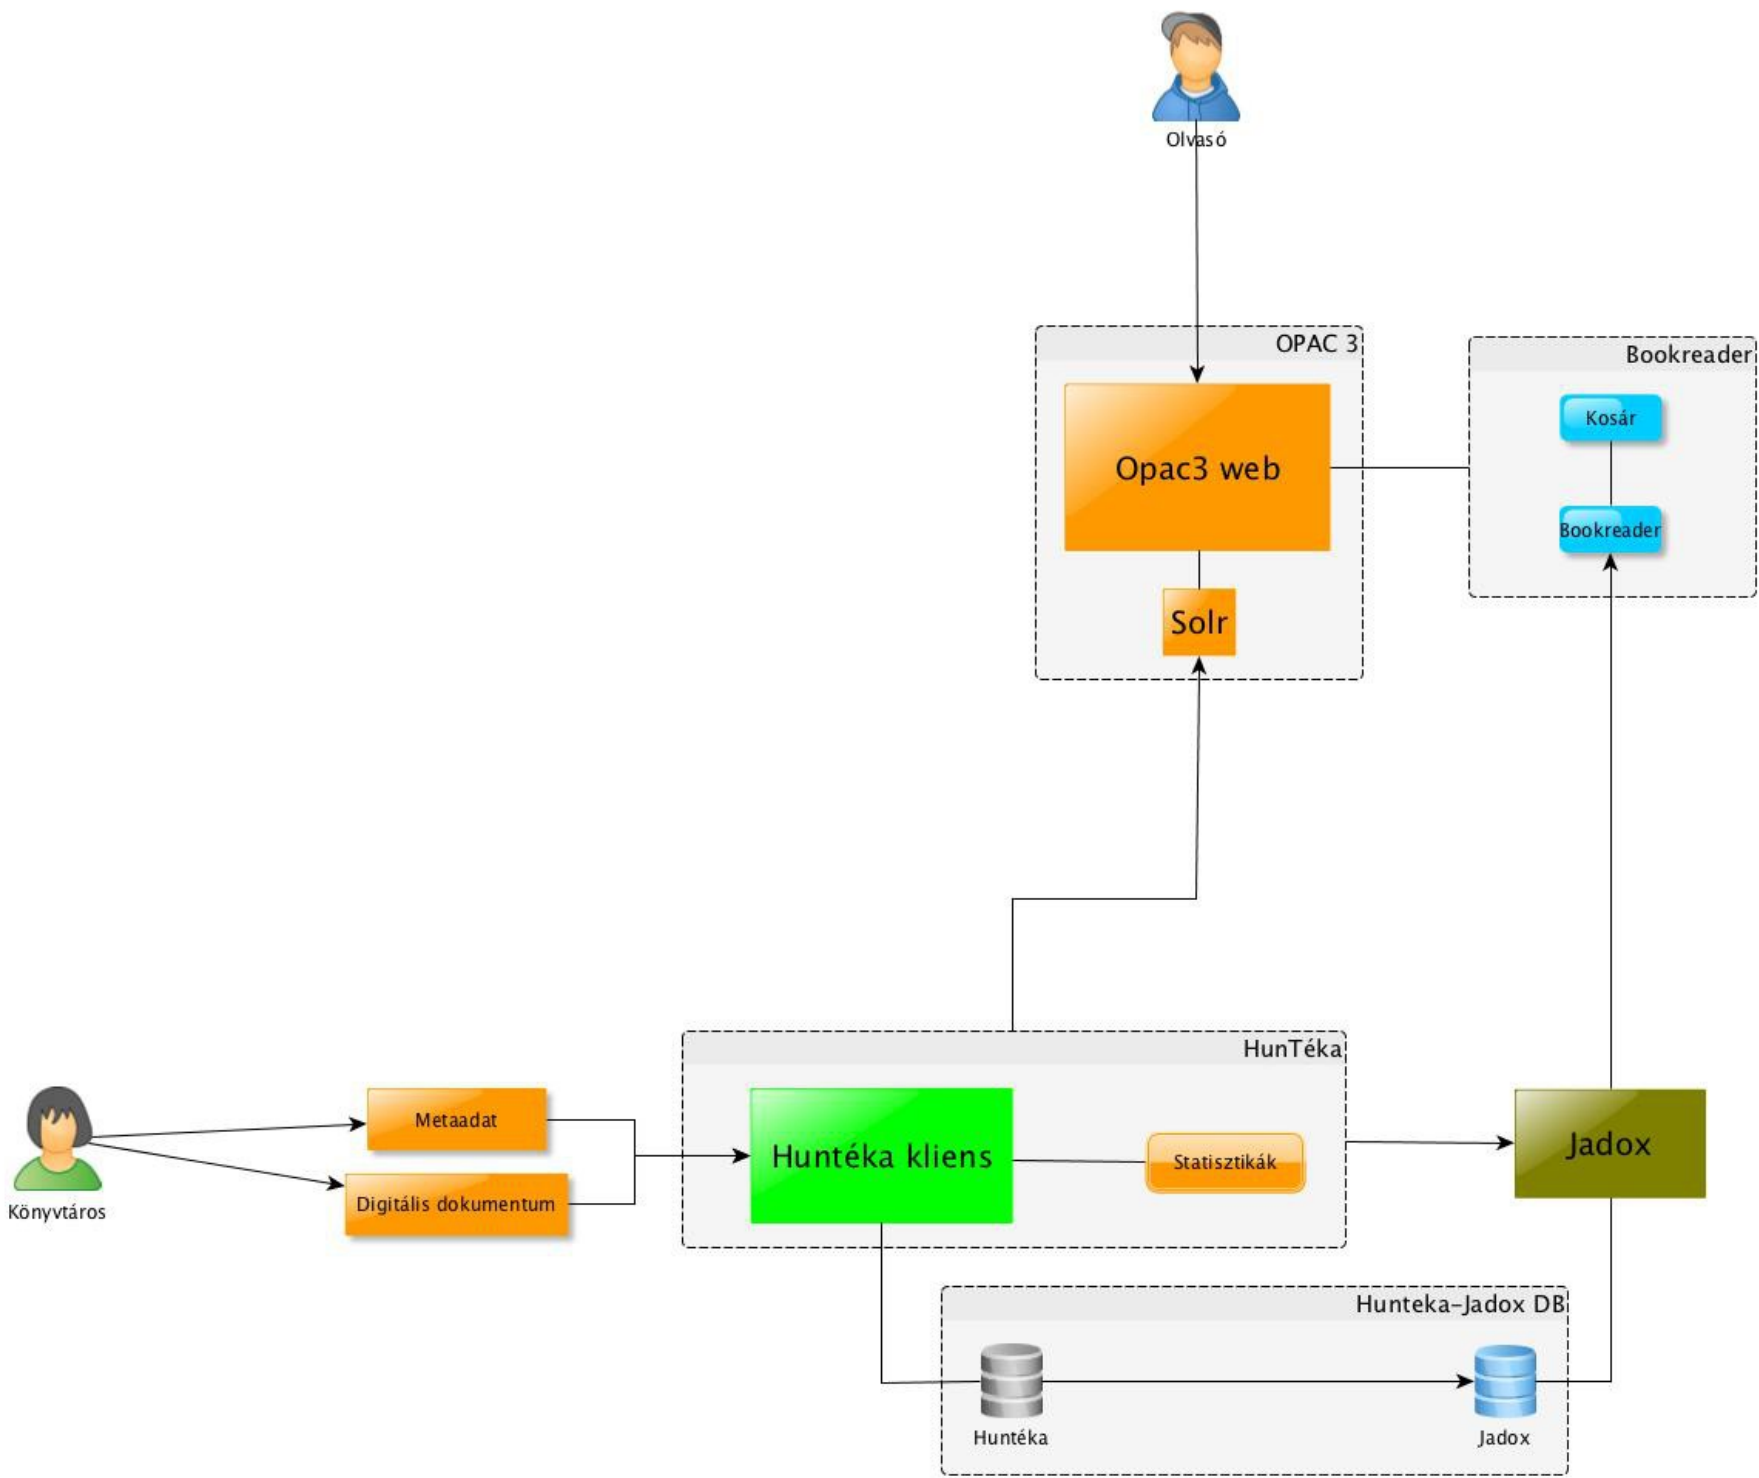 Olvasó
OPAC 3
Bookreader
Kosár
Opac3 web
Bookreader
Solr
HunTéka
Metaadat
Huntéka kliens
Statisztikák
Jadox
Digitális dokumentum
Könyvtáros
Hunteka-Jadox DB
Huntéka
Jadox